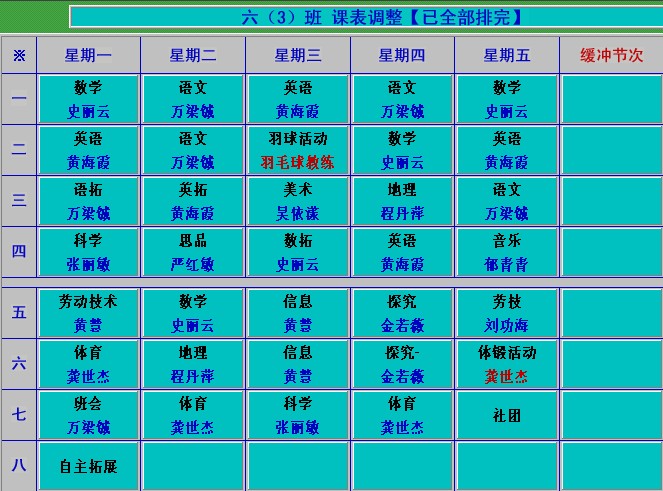 六（3）班 课表调整【已全部排完】
※ 星期一 星期二 星期三 星期四 星期五 缓冲节次
一 数学 语文 英语 语文 数学
史丽云 万梁铖 黄海霞 万梁铖 史丽云
二 英语 语文 羽球活动 数学 英语
黄海霞 万梁铖 羽毛球教练 史丽云 黄海霞
三 语拓 英拓 美术 地理 语文
万梁铖 黄海霞 吴依漾 程丹萍 万梁铖
四 科学 思品 数拓 英语 音乐
张丽敏 严红敏 史丽云 黄海霞 郁青青
五 劳动技术 数学 信息 探究 劳技
黄慧 史丽云 黄慧 金若薇 刘功海
六 体育 地理 信息 探究- 体锻活动
龚世杰 程丹萍 黄慧 金若薇 龚世杰
七 班会 体育 科学 体育 社团
万梁铖 龚世杰 张丽敏 龚世杰
八 自主拓展